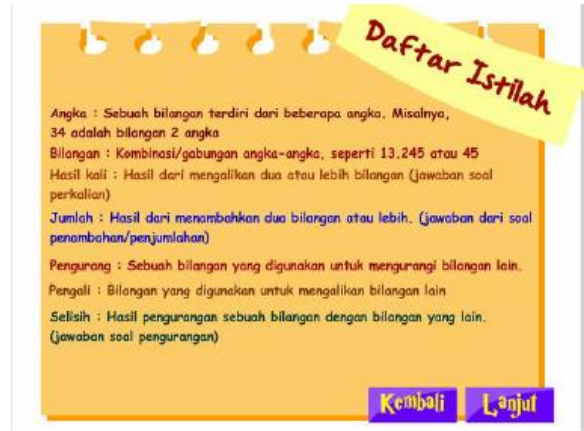 Daftar Istilah
Angka : Sebuah bilangan terdiri dari beberapa angka. Misalnya,
34 adalah bilangan 2 angka
Bilangan : Kombinasi/gabungan angka-angka, seperti 13.245 atau 45
Hasil kali : Hasil dari mengalikan dua atau lebih bilangan (jawaban soal
perkalian)
Jumlah : Hasil dari menambahkan dua bilangan atau lebih. (jawaban dari soal
penambahan/penjumlahan)
Pengurang : Sebuah bilangan yang digunakan untuk mengurangi bilangan lain.
Pengali : Bilangan yang digunakan untuk mengalikan bilangan lain
Selisih : Hasil pengurangan sebuah bilangan dengan bilangan yang lain.
(jawaban soal pengurangan)
Kembali Lanjut